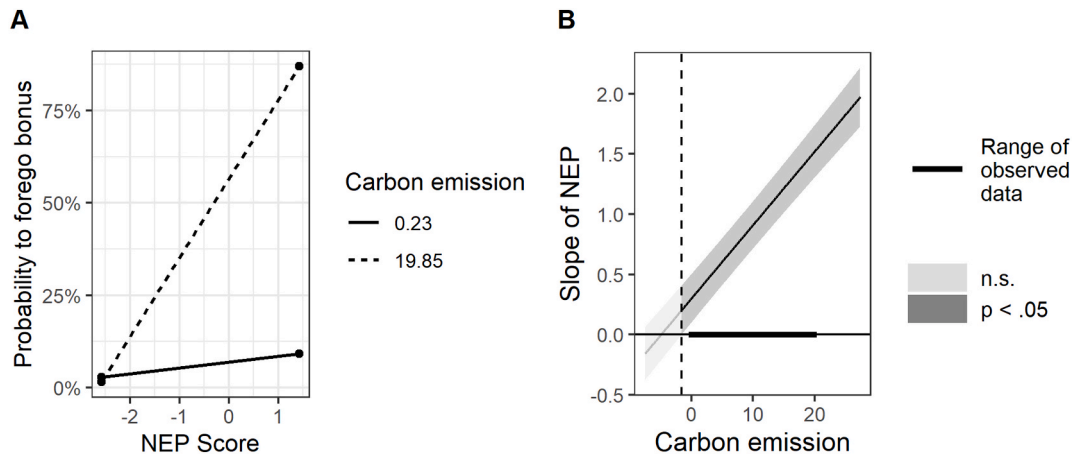 A
Probability to forego bonus
75%
50%
25%
0%
-2
-1
0
1
NEP Score
Carbon emission
0.23
19.85
B
Slope of NEP
2.0
1.5
1.0
0.5
0.0
-0.5
0
10
20
Carbon emission
Range of
observed
data
n.s.
p < .05